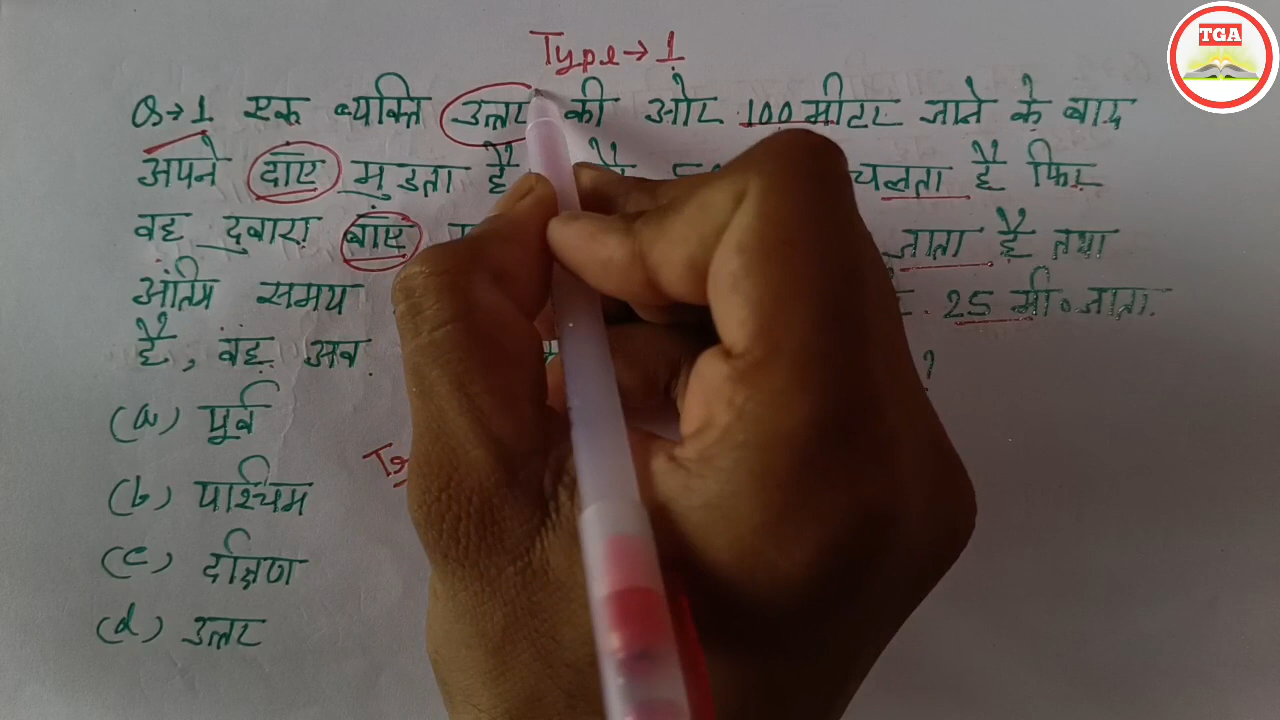 TGA
Type → 1
Q→1 एक व्यक्ति उत्तर की ओर 100 मीटर जाने के बाद
अपने दाँए मुड़ता है चलता है फिर
वह दुबारा बाँए जाता है तथा
अंतिम समय 25 मी० जाता
है, वह अब ?
(a) पूर्व
(b) पश्चिम
(c) दक्षिण
(d) उत्तर